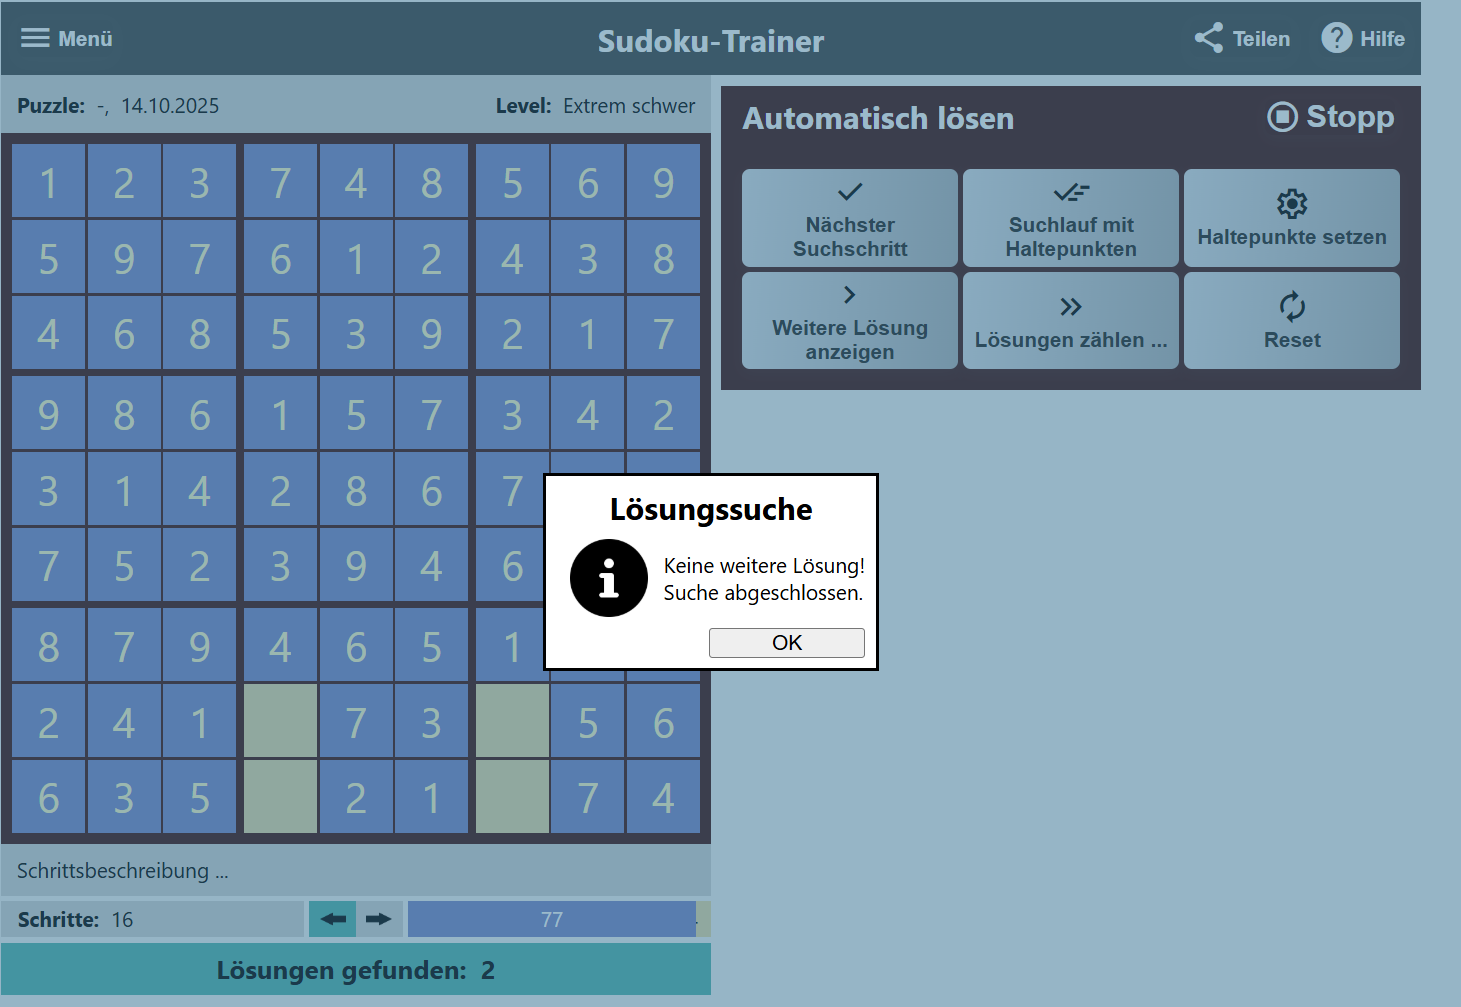 Menü
Sudoku-Trainer
Teilen
Hilfe
Puzzle: -, 14.10.2025
Level: Extrem schwer
1 2 3 7 4 8 5 6 9
5 9 7 6 1 2 4 3 8
4 6 8 5 3 9 2 1 7
9 8 6 1 5 7 3 4 2
3 1 4 2 8 6 7
7 5 2 3 9 4 6
8 7 9 4 6 5 1
2 4 1 7 3 5 6
6 3 5 2 1 7 4
Schrittsbeschreibung ...
Schritte: 16
77
Lösungen gefunden: 2
Automatisch lösen
Stopp
Nächster
Suchschritt
Suchlauf mit
Haltepunkten
Haltepunkte setzen
Weitere Lösung
anzeigen
Lösungen zählen ...
Reset
Lösungssuche
Keine weitere Lösung!
Suche abgeschlossen.
OK